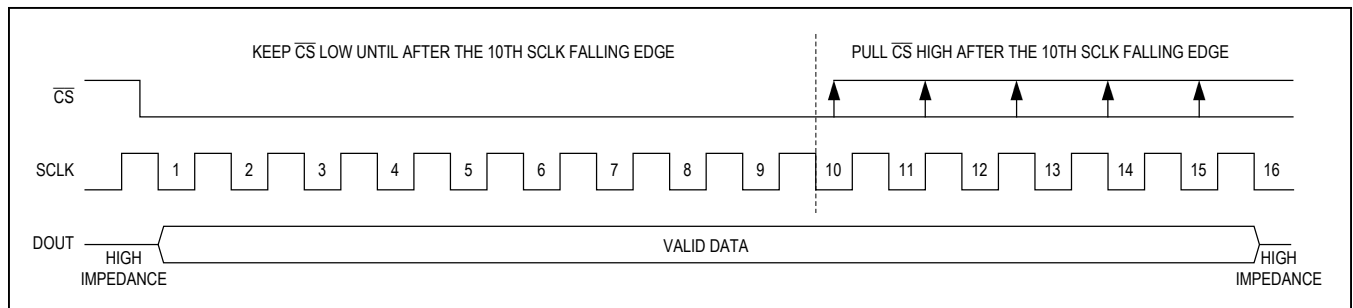 KEEP CS LOW UNTIL AFTER THE 10TH SCLK FALLING EDGE
PULL CS HIGH AFTER THE 10TH SCLK FALLING EDGE
CS
SCLK
1 2 3 4 5 6 7 8 9 10 11 12 13 14 15 16
DOUT
HIGH
IMPEDANCE
VALID DATA
HIGH
IMPEDANCE